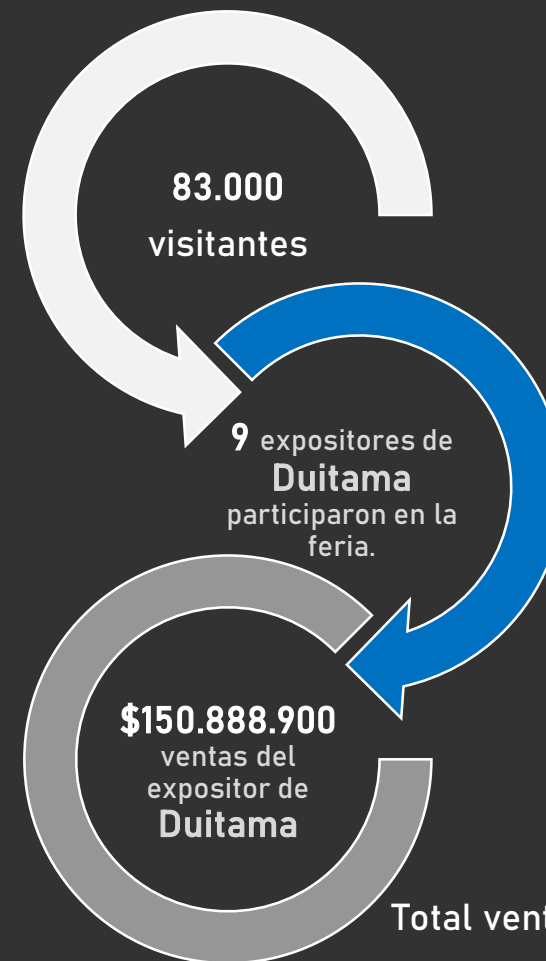 83.000
visitantes
9 expositores de
Duitama
participaron en la
feria.
$150.888.900
ventas del
expositor de
Duitama
Total